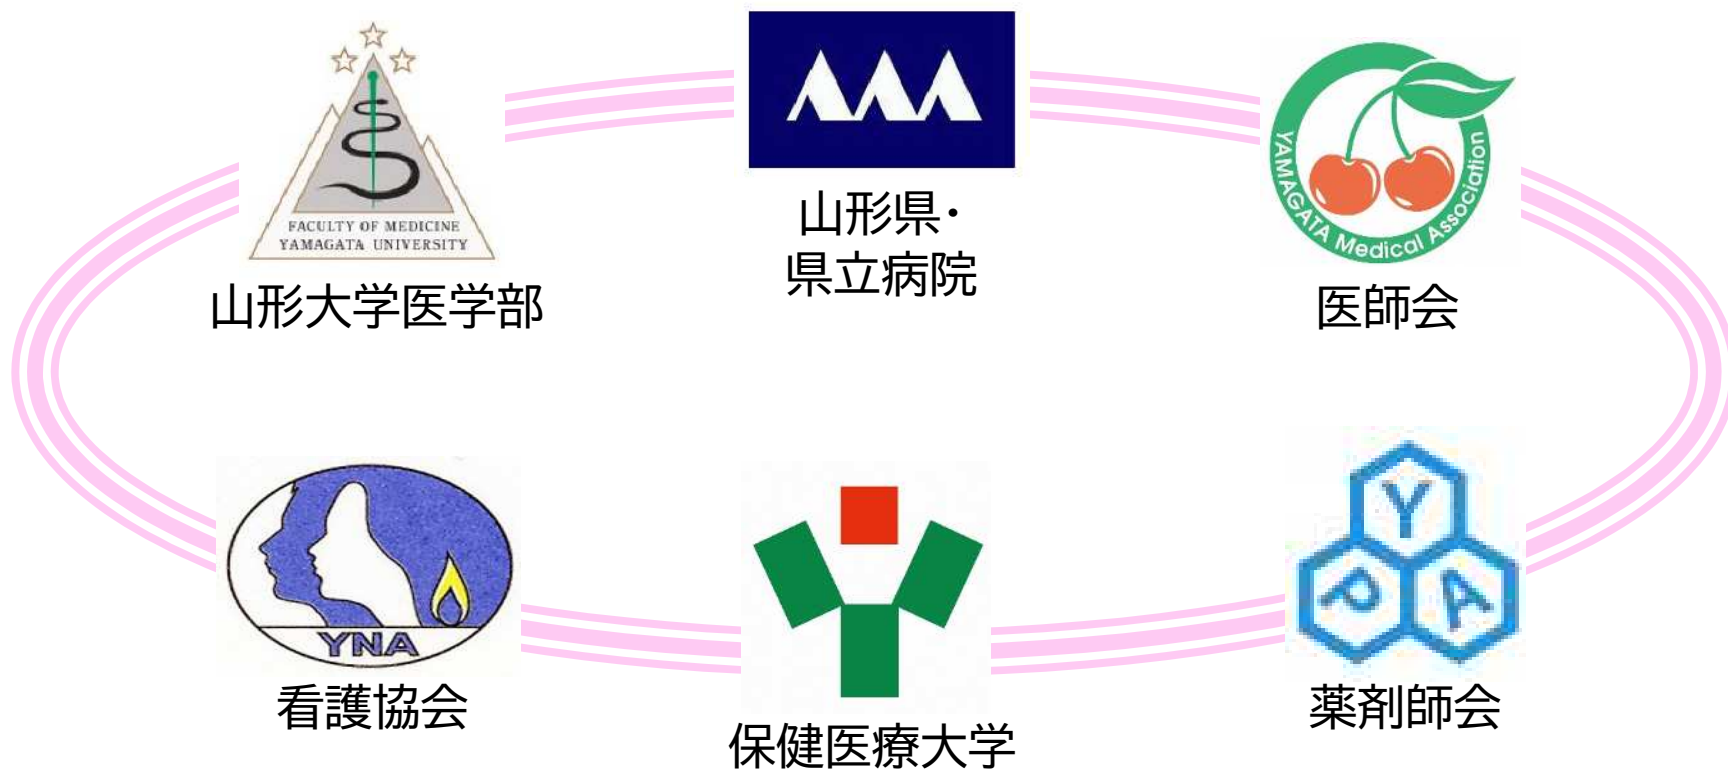 FACULTY OF MEDICINE
YAMAGATA UNIVERSITY
山形大学医学部
山形県・
県立病院
YAMAGATA Medical Association
医師会
YNA
看護協会
保健医療大学
Y
P A
薬剤師会